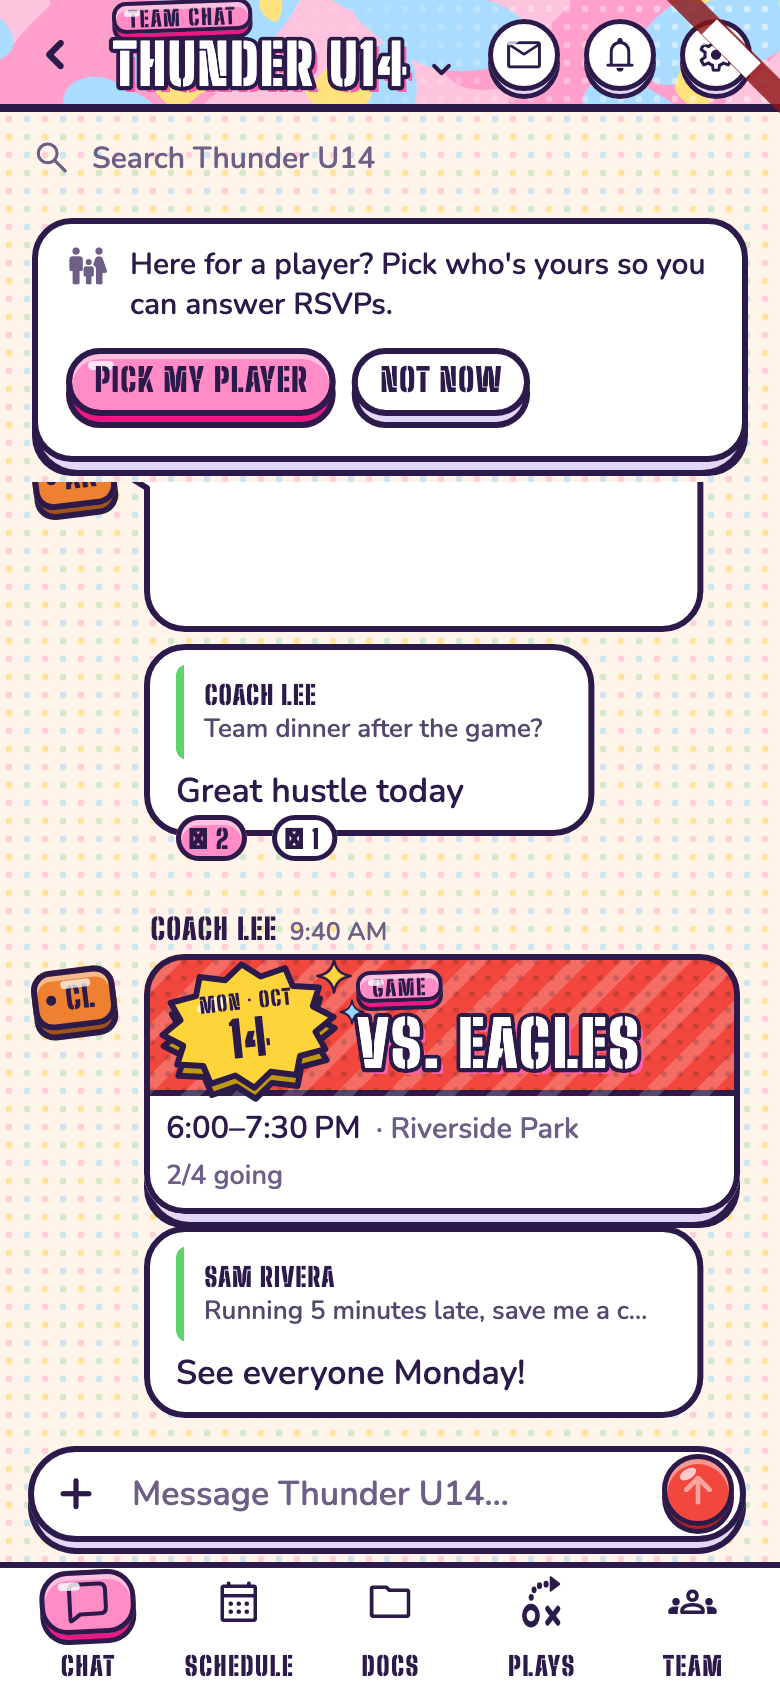 TEAM CHAT
THUNDER U14
Search Thunder U14
Here for a player? Pick who's yours so you
can answer RSVPs.
PICK MY PLAYER
NOT NOW
COACH LEE
Team dinner after the game?
Great hustle today
2
1
COACH LEE 9:40 AM
CL
MON · OCT
14
GAME
VS. EAGLES
6:00–7:30 PM · Riverside Park
2/4 going
SAM RIVERA
Running 5 minutes late, save me a c...
See everyone Monday!
Message Thunder U14...
CHAT
SCHEDULE
DOCS
PLAYS
TEAM